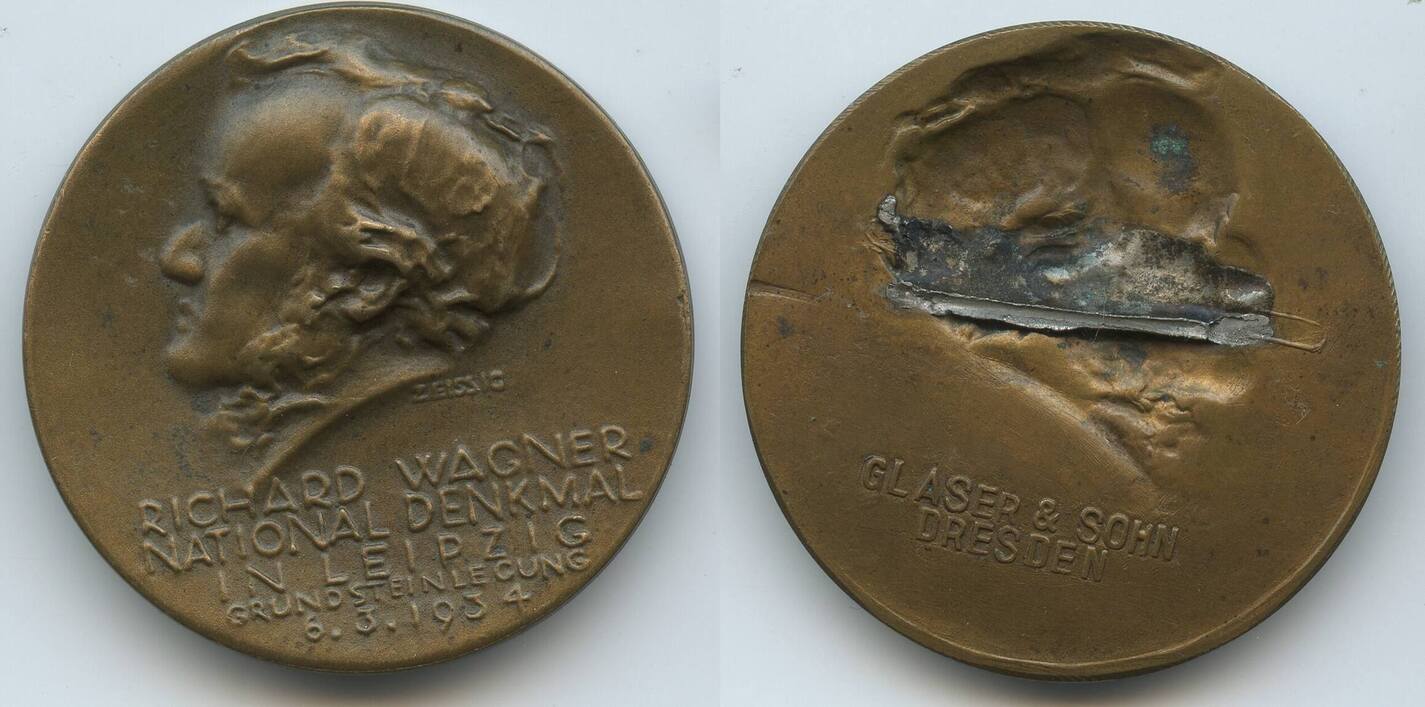 ZEISSIG
RICHARD WAGNER
NATIONAL DENKMAL
IN LEIPZIG
GRUNDSTEINLEGUNG
6.3.1934
GLASER & SOHN
DRESDEN